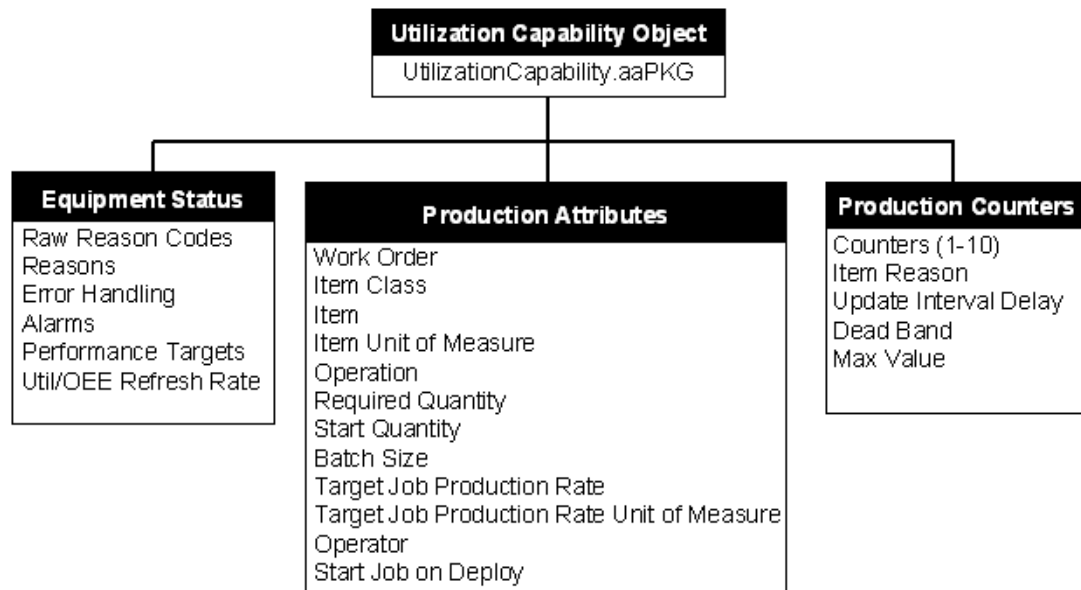 Utilization Capability Object
UtilizationCapability.aaPKG
Equipment Status
Raw Reason Codes
Reasons
Error Handling
Alarms
Performance Targets
Util/OEE Refresh Rate
Production Attributes
Work Order
Item Class
Item
Item Unit of Measure
Operation
Required Quantity
Start Quantity
Batch Size
Target Job Production Rate
Target Job Production Rate Unit of Measure
Operator
Start Job on Deploy
Production Counters
Counters (1-10)
Item Reason
Update Interval Delay
Dead Band
Max Value